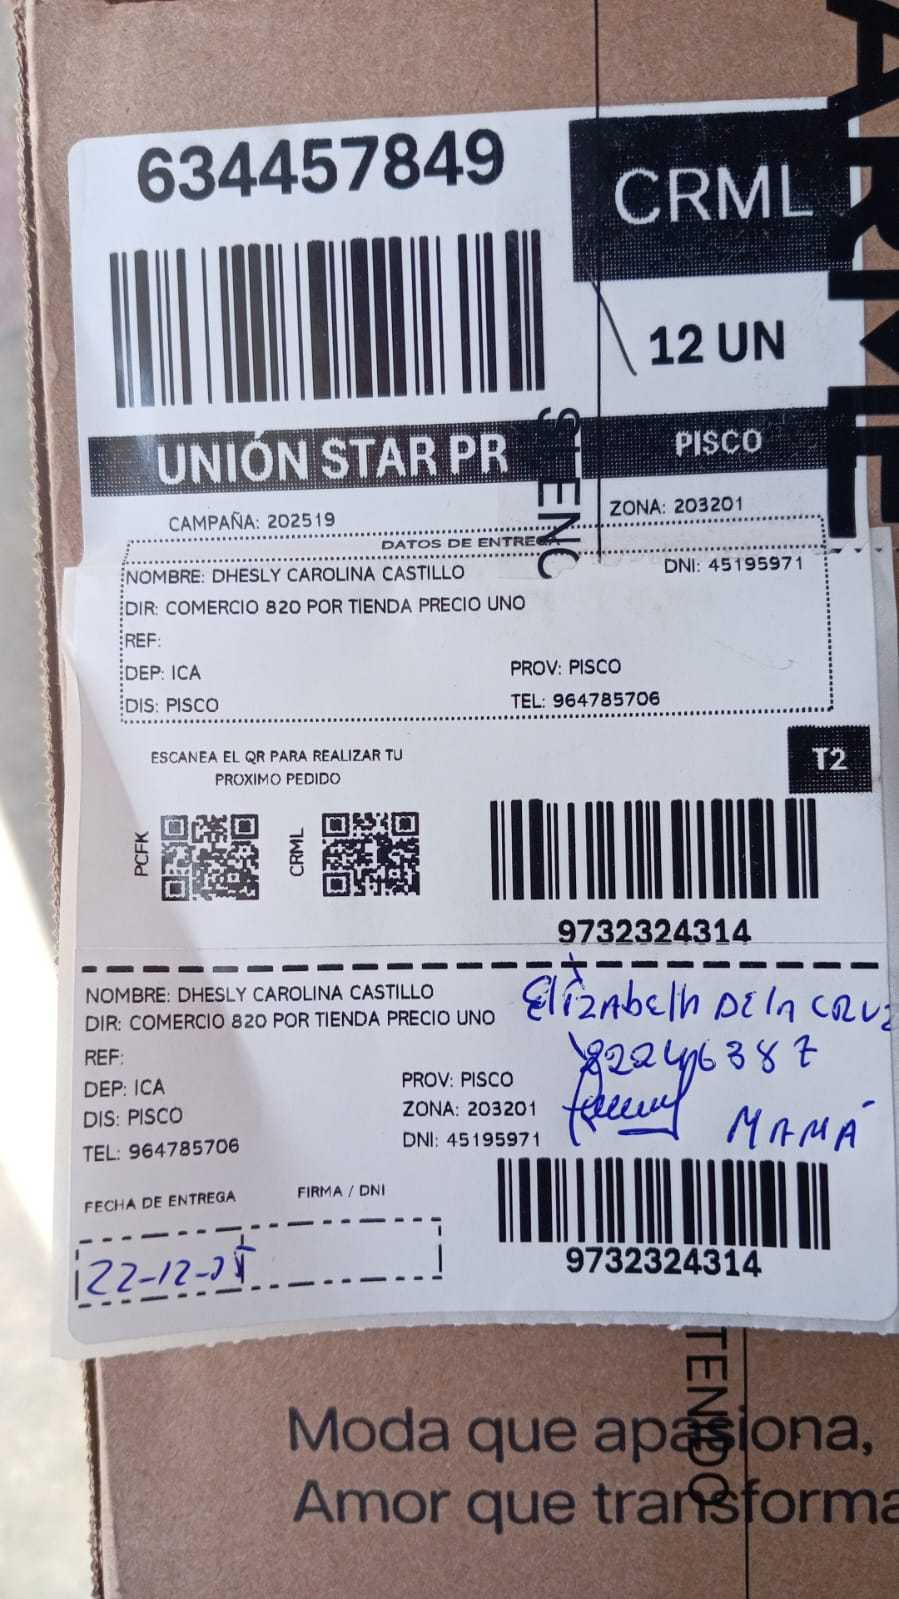 634457849
CRML
12 UN
UNIÓN STAR PR
PISCO
CAMPAÑA: 202519
ZONA: 203201
DATOS DE ENTREGA
NOMBRE: DHESLY CAROLINA CASTILLO
DNI: 45195971
DIR: COMERCIO 820 POR TIENDA PRECIO UNO
REF:
DEP: ICA
PROV: PISCO
DIS: PISCO
TEL: 964785706
ESCANEA EL QR PARA REALIZAR TU
PROXIMO PEDIDO
T2
PCFK
CRML
9732324314
NOMBRE: DHESLY CAROLINA CASTILLO
DIR: COMERCIO 820 POR TIENDA PRECIO UNO
REF:
DEP: ICA
PROV: PISCO
DIS: PISCO
ZONA: 203201
TEL: 964785706
DNI: 45195971
Elizabeth DE la CRUZ
22246387
MAMÁ
FECHA DE ENTREGA
FIRMA / DNI
22-12-25
9732324314
Moda que apasiona,
Amor que transforma